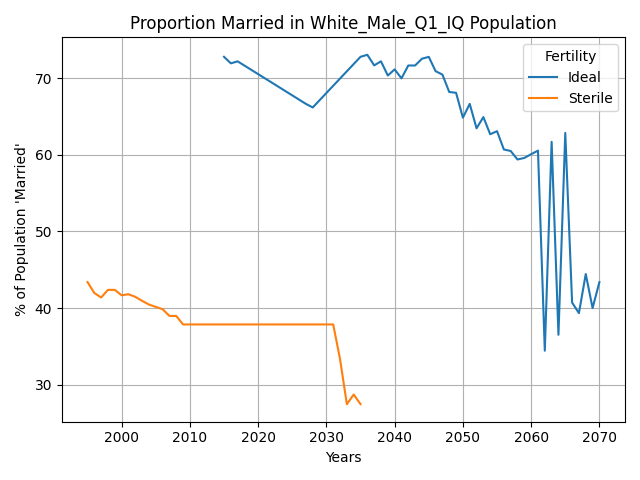 Proportion Married in White_Male_Q1_IQ Population
Fertility
Ideal
Sterile
% of Population 'Married'
70
60
50
40
30
2000 2010 2020 2030 2040 2050 2060 2070
Years